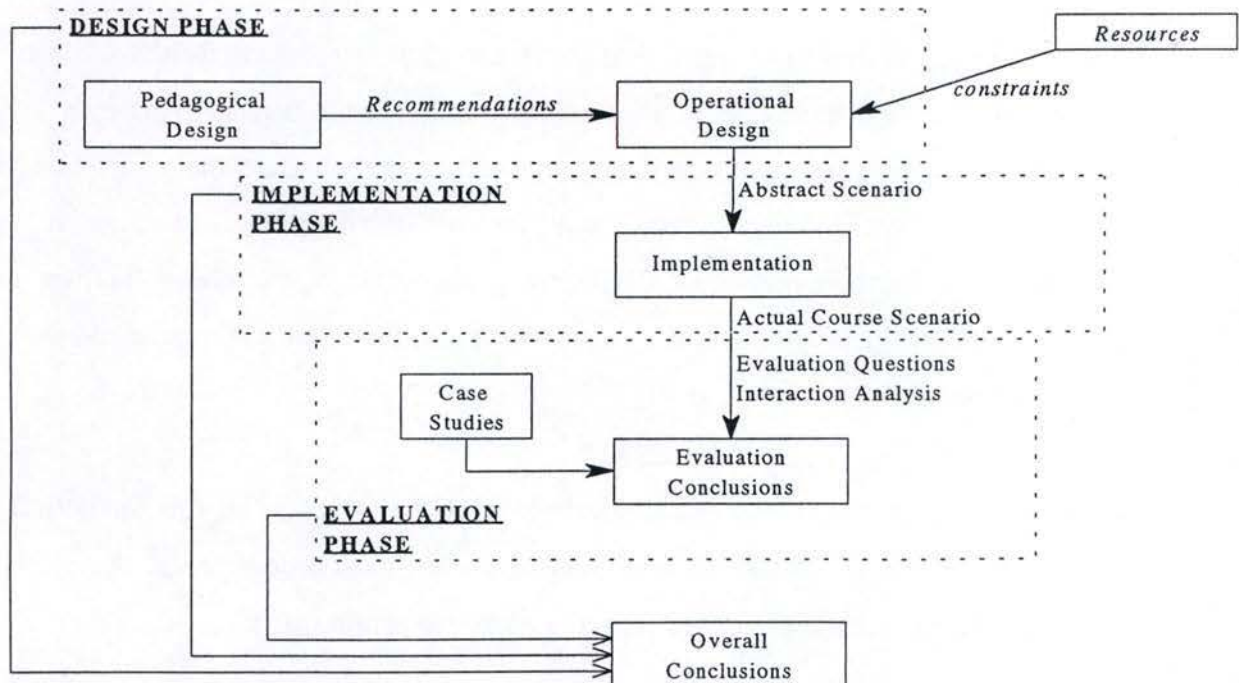 DESIGN PHASE
Resources
Pedagogical
Design
Recommendations
Operational
Design
constraints
IMPLEMENTATION
PHASE
Abstract Scenario
Implementation
Actual Course Scenario
Evaluation Questions
Interaction Analysis
Case
Studies
Evaluation
Conclusions
EVALUATION
PHASE
Overall
Conclusions